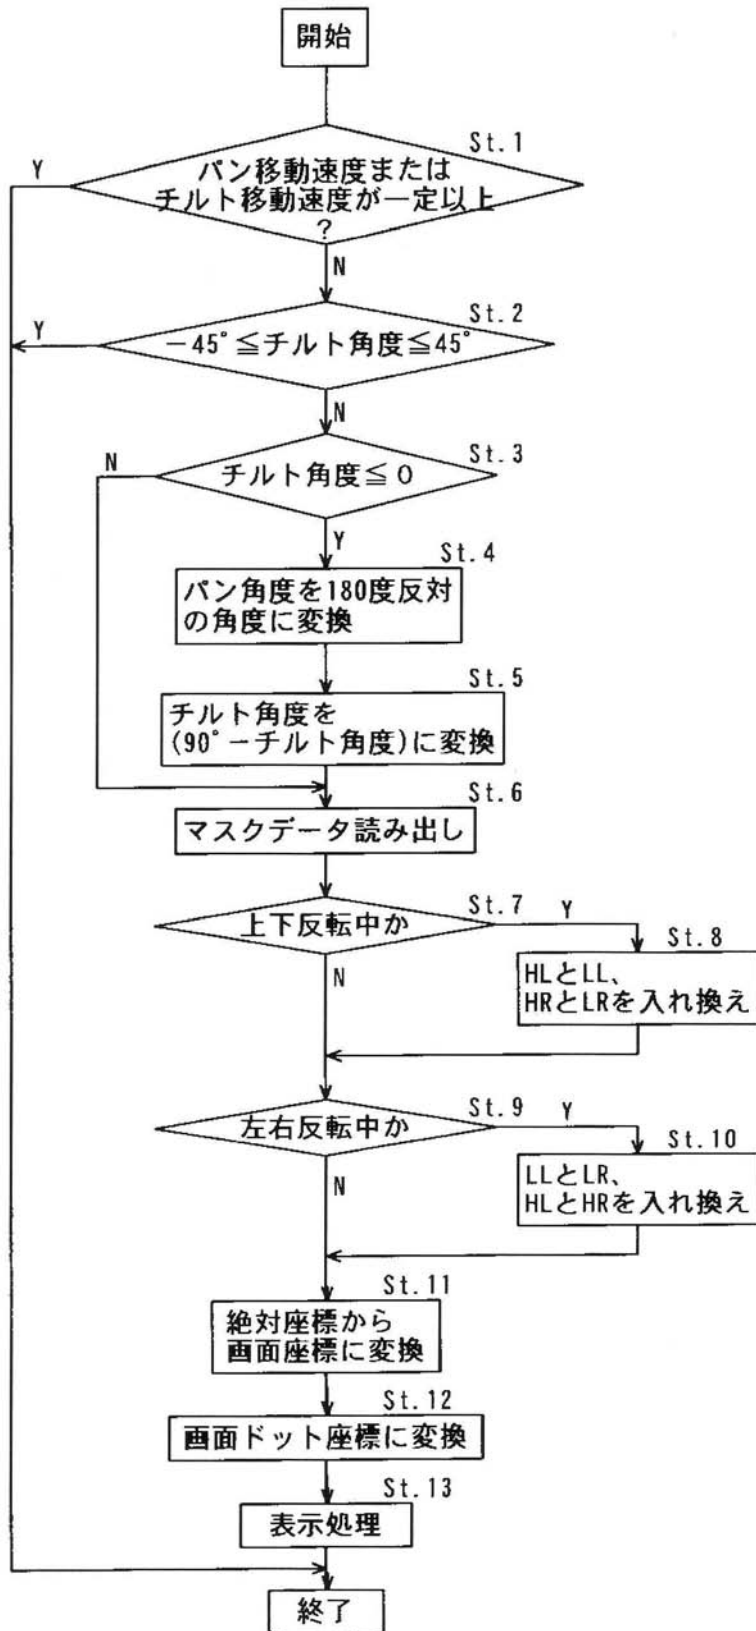 開始
St.1
Y
パン移動速度または
チルト移動速度が一定以上
?
N
St.2
Y
-45°≦チルト角度≦45°
N
St.3
N
チルト角度≦0
Y
St.4
パン角度を180度反対
の角度に変換
St.5
チルト角度を
(90°-チルト角度)に変換
St.6
マスクデータ読み出し
St.7
Y
上下反転中か
St.8
N
HLとLL、
HRとLRを入れ換え
St.9
Y
左右反転中か
St.10
N
LLとLR、
HLとHRを入れ換え
St.11
絶対座標から
画面座標に変換
St.12
画面ドット座標に変換
St.13
表示処理
終了